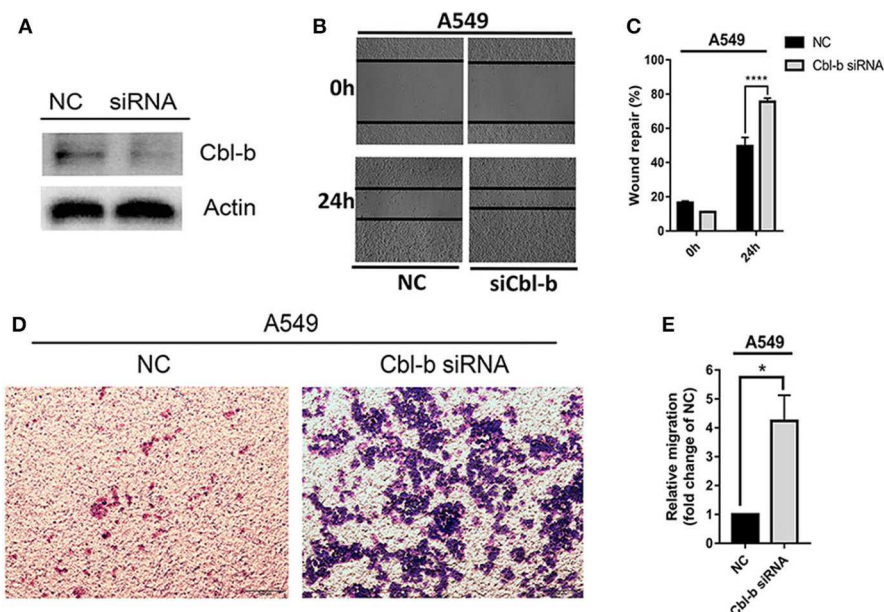 A
NC siRNA
Cbl-b
Actin
B
A549
0h
24h
NC siCbl-b
C
A549
NC
Cbl-b siRNA
Wound repair (%)
100
80
60
40
20
0
****
0h
24h
D
A549
NC Cbl-b siRNA
E
A549
Relative migration
(fold change of NC)
6
5
4
3
2
1
0
*
NC
Cbl-b siRNA